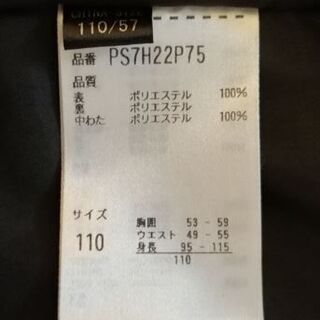 110/57
品番 PS7H22P75
品質
表 ポリエステル 100%
裏 ポリエステル 100%
中わた ポリエステル 100%
サイズ
110
胸囲 53 - 59
ウエスト 49 - 55
身長 95 - 115
110